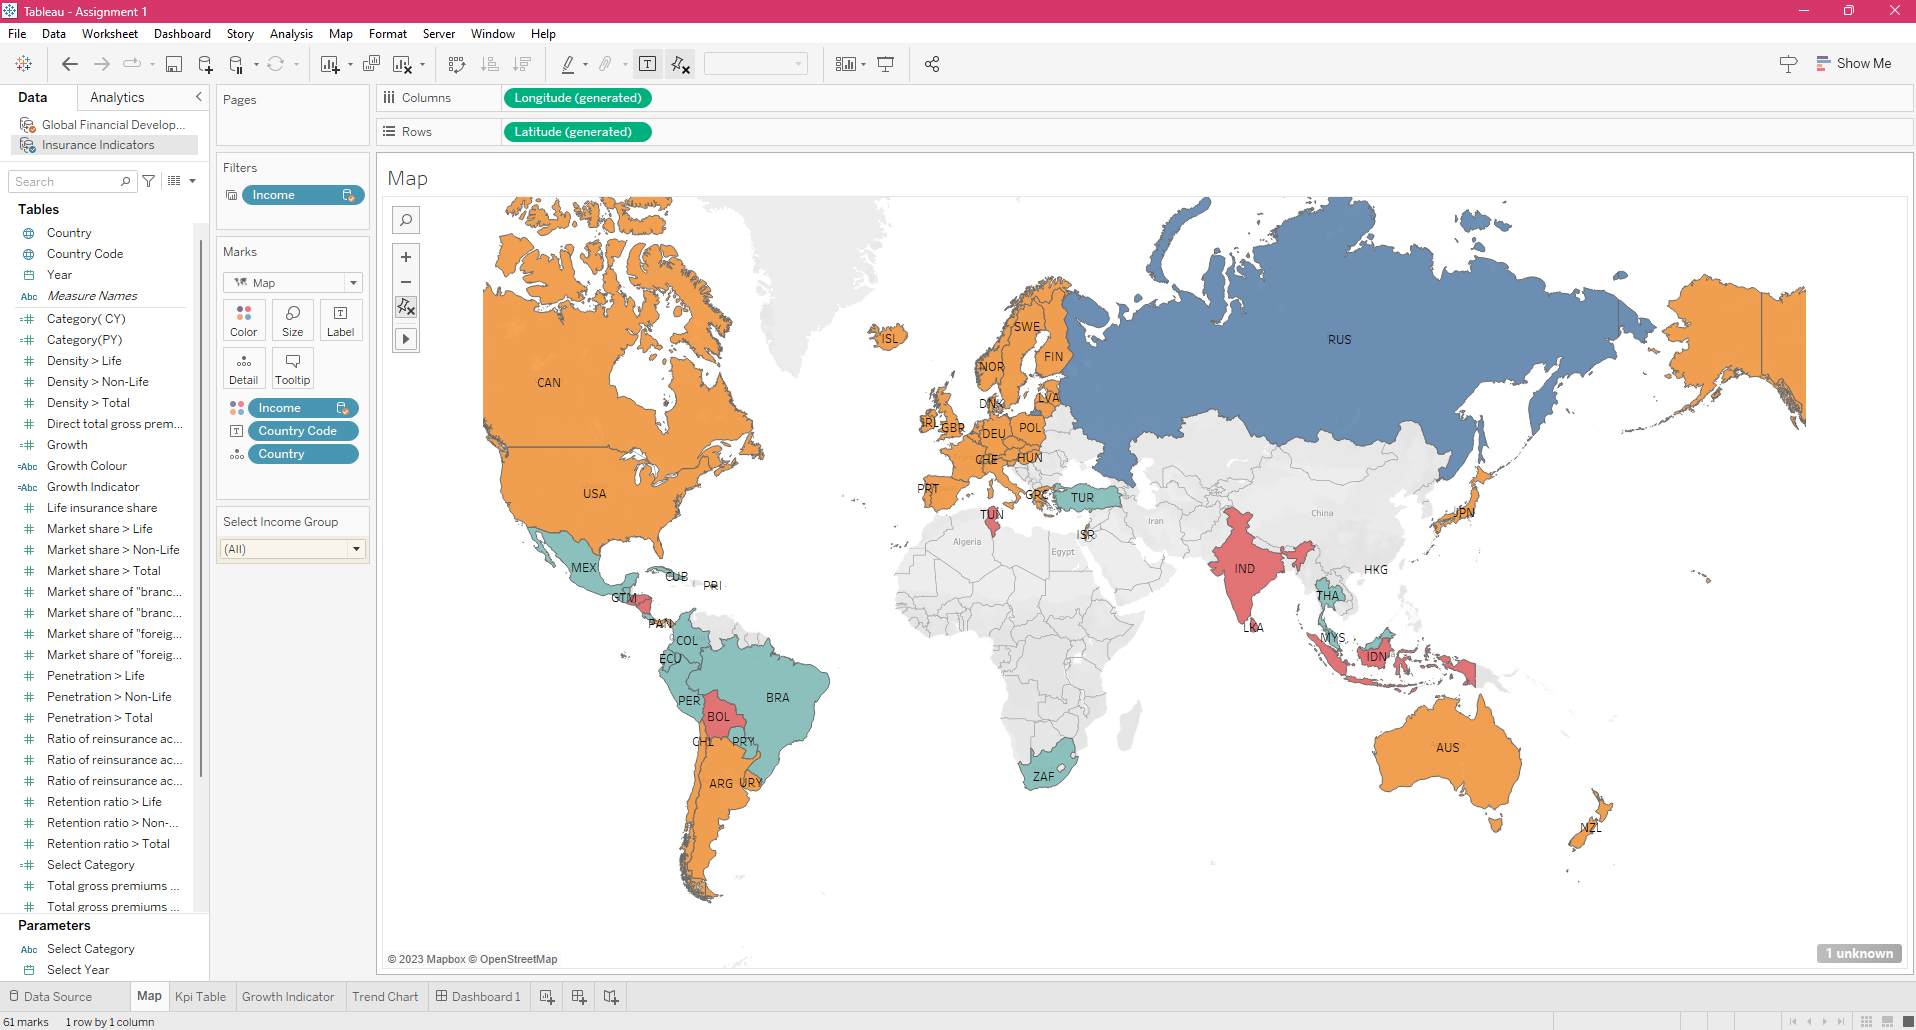 Tableau - Assignment 1
File Data Worksheet Dashboard Story Analysis Map Format Server Window Help
Show Me
Data Analytics
Global Financial Develop...
Insurance Indicators
Search
Tables
Country
Country Code
Year
Abc Measure Names
Category( CY)
Category(PY)
Density > Life
Density > Non-Life
Density > Total
Direct total gross prem...
Growth
=Abc Growth Colour
=Abc Growth Indicator
Life insurance share
Market share > Life
Market share > Non-Life
Market share > Total
Market share of "branc...
Market share of "branc...
Market share of "foreig...
Market share of "foreig...
Penetration > Life
Penetration > Non-Life
Penetration > Total
Ratio of reinsurance ac...
Ratio of reinsurance ac...
Ratio of reinsurance ac...
Retention ratio > Life
Retention ratio > Non-...
Retention ratio > Total
Select Category
Total gross premiums ...
Total gross premiums ...
Parameters
Abc Select Category
Select Year
Pages
Filters
Income
Marks
Map
Color Size Label
Detail Tooltip
Income
Country Code
Country
Select Income Group
(All)
Columns Longitude (generated)
Rows Latitude (generated)
Map
ISL
SWE
RUS
FIN
NOR
CAN
LVA
DNK
IRL
GBR
POL
DEU
HUN
CHE
PRT
USA
GRC
TUR
TUN
JPN
China
Iran
ISR
Algeria
Egypt
MEX
IND
HKG
CUB
PRI
GTM
THA
PAN
LKA
COL
MYS
ECU
IDN
PER
BRA
BOL
CHL
PRY
AUS
ZAF
ARG
URY
NZL
© 2023 Mapbox © OpenStreetMap
1 unknown
Data Source Map Kpi Table Growth Indicator Trend Chart Dashboard 1
61 marks 1 row by 1 column